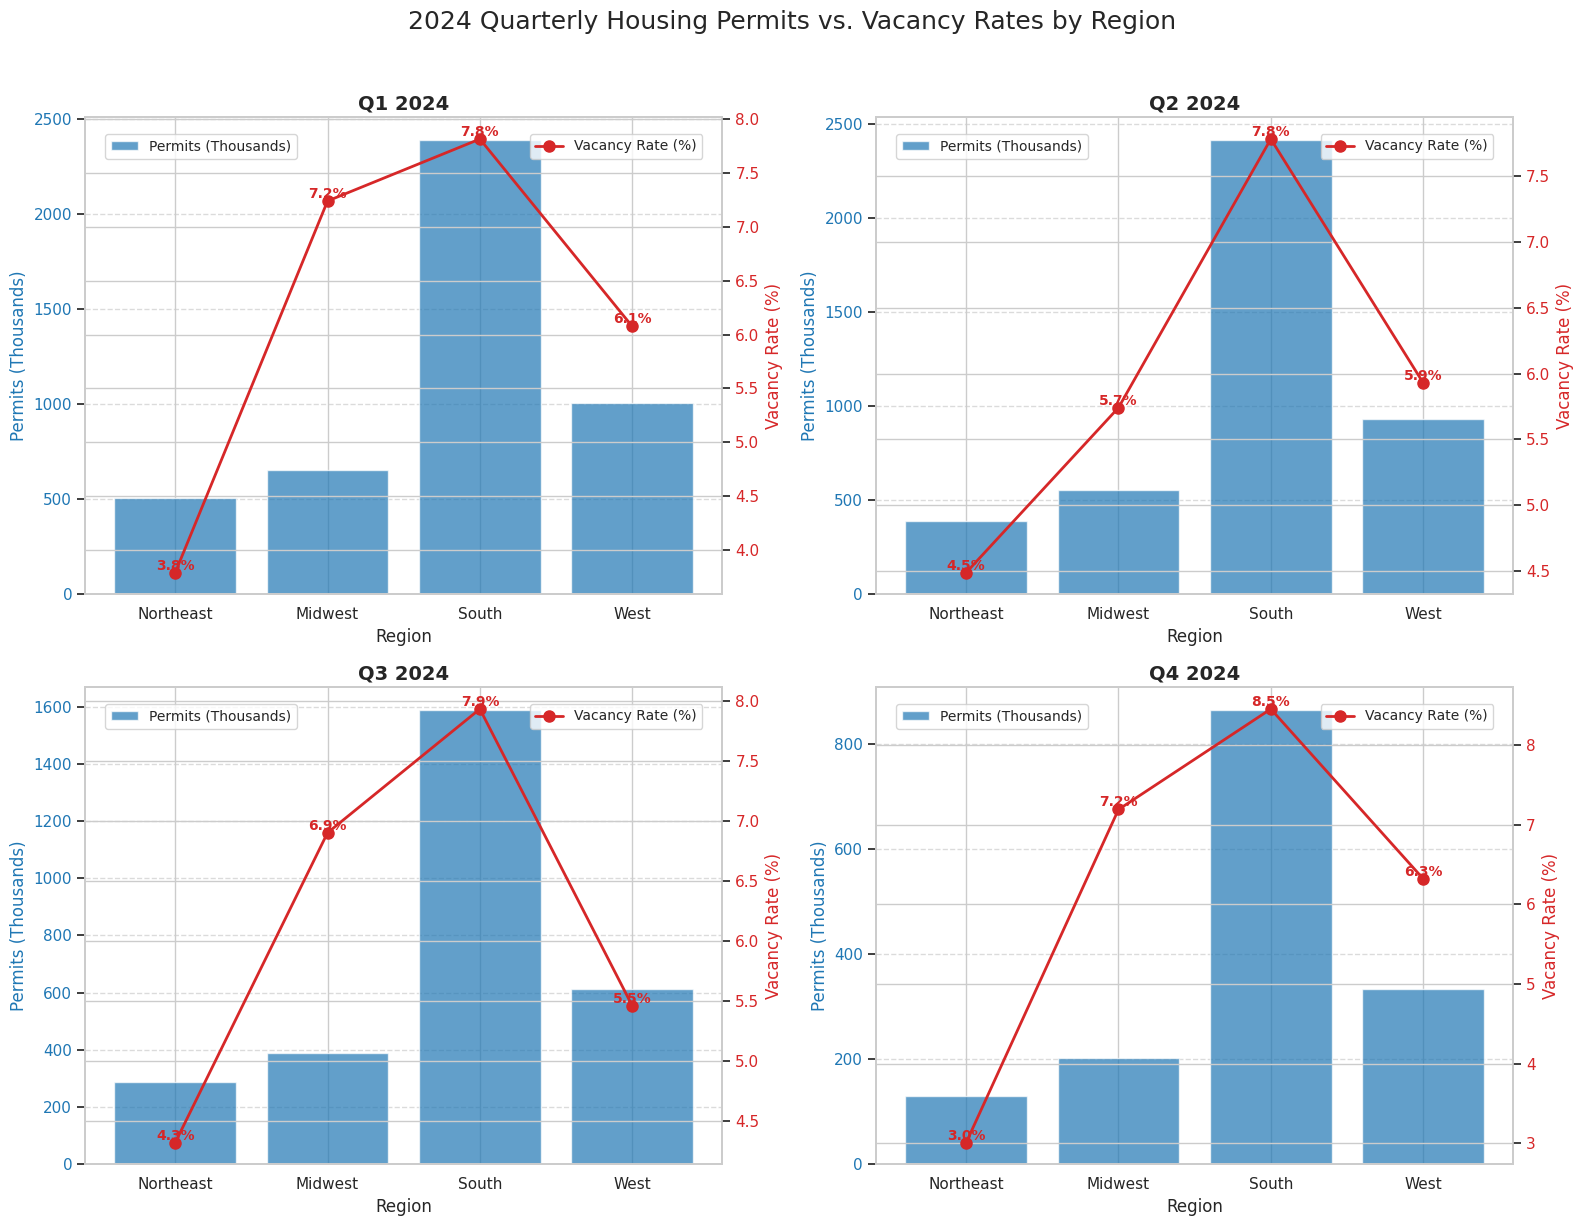 2024 Quarterly Housing Permits vs. Vacancy Rates by Region
Q1 2024
Permits (Thousands)
Vacancy Rate (%)
2500
2000
1500
1000
500
0
Permits (Thousands)
3.8%
7.2%
7.8%
6.1%
8.0
7.5
7.0
6.5
6.0
5.5
5.0
4.5
4.0
Vacancy Rate (%)
Northeast Midwest South West
Region
Q2 2024
Permits (Thousands)
Vacancy Rate (%)
2500
2000
1500
1000
500
0
Permits (Thousands)
4.5%
5.7%
7.8%
5.9%
7.5
7.0
6.5
6.0
5.5
5.0
4.5
Vacancy Rate (%)
Northeast Midwest South West
Region
Q3 2024
Permits (Thousands)
Vacancy Rate (%)
1600
1400
1200
1000
800
600
400
200
0
Permits (Thousands)
4.3%
6.9%
7.9%
5.5%
8.0
7.5
7.0
6.5
6.0
5.5
5.0
4.5
Vacancy Rate (%)
Northeast Midwest South West
Region
Q4 2024
Permits (Thousands)
Vacancy Rate (%)
800
600
400
200
0
Permits (Thousands)
3.0%
7.2%
8.5%
6.3%
8
7
6
5
4
3
Vacancy Rate (%)
Northeast Midwest South West
Region